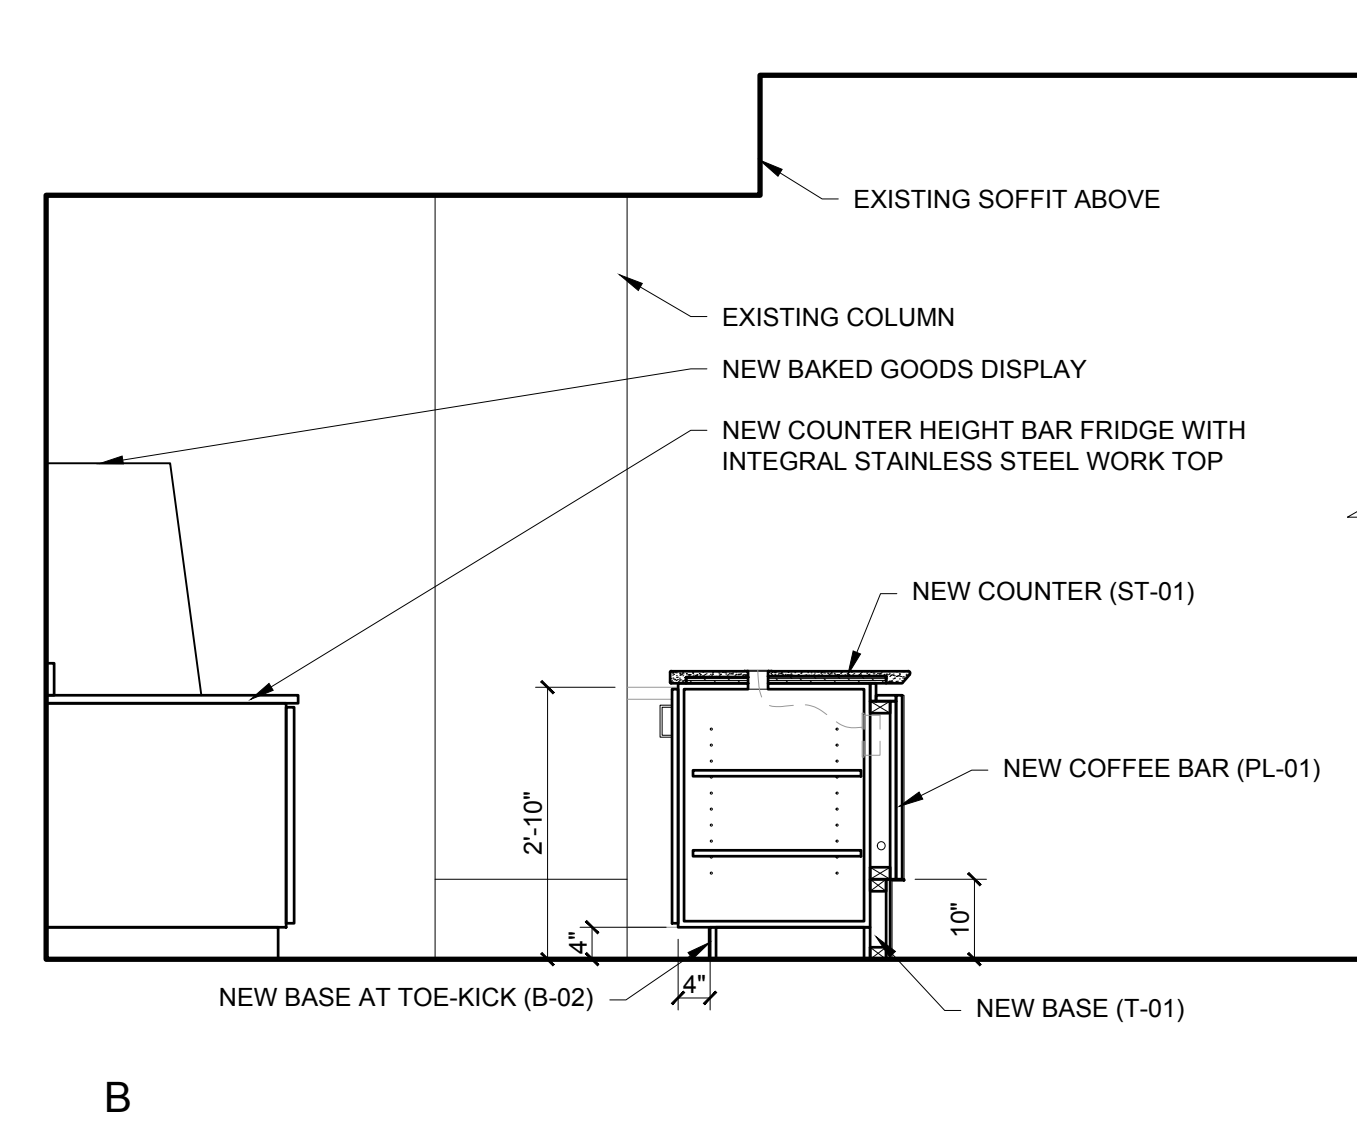 EXISTING SOFFIT ABOVE
EXISTING COLUMN
NEW BAKED GOODS DISPLAY
NEW COUNTER HEIGHT BAR FRIDGE WITH
INTEGRAL STAINLESS STEEL WORK TOP
NEW COUNTER (ST-01)
NEW COFFEE BAR (PL-01)
2'-10"
10"
4"
4"
NEW BASE AT TOE-KICK (B-02)
NEW BASE (T-01)
B